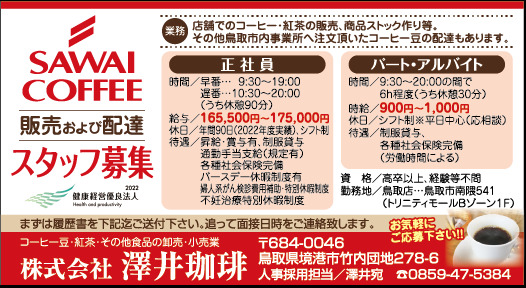 SAWAI
COFFEE
販売および配達
スタッフ募集
2022
健康経営優良法人
Health and productivity
業務
店舗でのコーヒー・紅茶の販売、商品ストック作り等。
その他鳥取市内事業所へ注文頂いたコーヒー豆の配達もあります。
正社員
時間／早番… 9:30〜19:00
遅番…10:30〜20:00
（うち休憩90分）
給与／165,500円〜175,000円
休日／年間90日(2022年度実績)、シフト制
待遇／昇給・賞与有、制服貸与
通勤手当支給（規定有）
各種社会保険完備
バースデー休暇制度有
婦人系がん検診費用補助・特別休暇制度
不妊治療特別休暇制度
パート・アルバイト
時間／9:30〜20:00の間で
6h程度(うち休憩30分)
時給／900円〜1,000円
休日／シフト制※平日中心(応相談)
待遇／制服貸与、
各種社会保険完備
（労働時間による）
資 格／高卒以上、経験等不問
勤務地／鳥取店…鳥取市南隈541
（トリニティモールBゾーン1F）
まずは履歴書を下記迄ご送付下さい。追って面接日時をご連絡致します。
お気軽に
ご応募下さい!!
コーヒー豆・紅茶・その他食品の卸売・小売業
株式会社 澤井珈琲
〒684-0046
鳥取県境港市竹内団地278-6
人事採用担当／澤井宛 ☎0859-47-5384